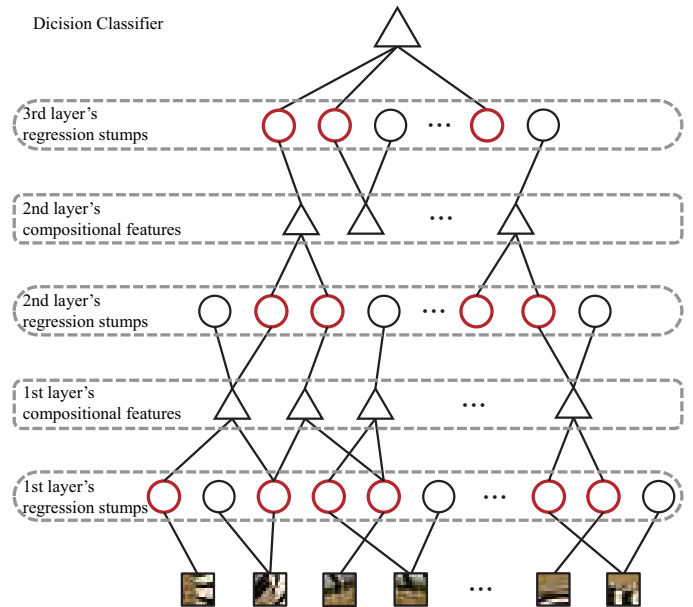 Dicision Classifier
3rd layer's
regression stumps
...
2nd layer's
compositional features
...
2nd layer's
regression stumps
...
1st layer's
compositional features
...
1st layer's
regression stumps
...
...